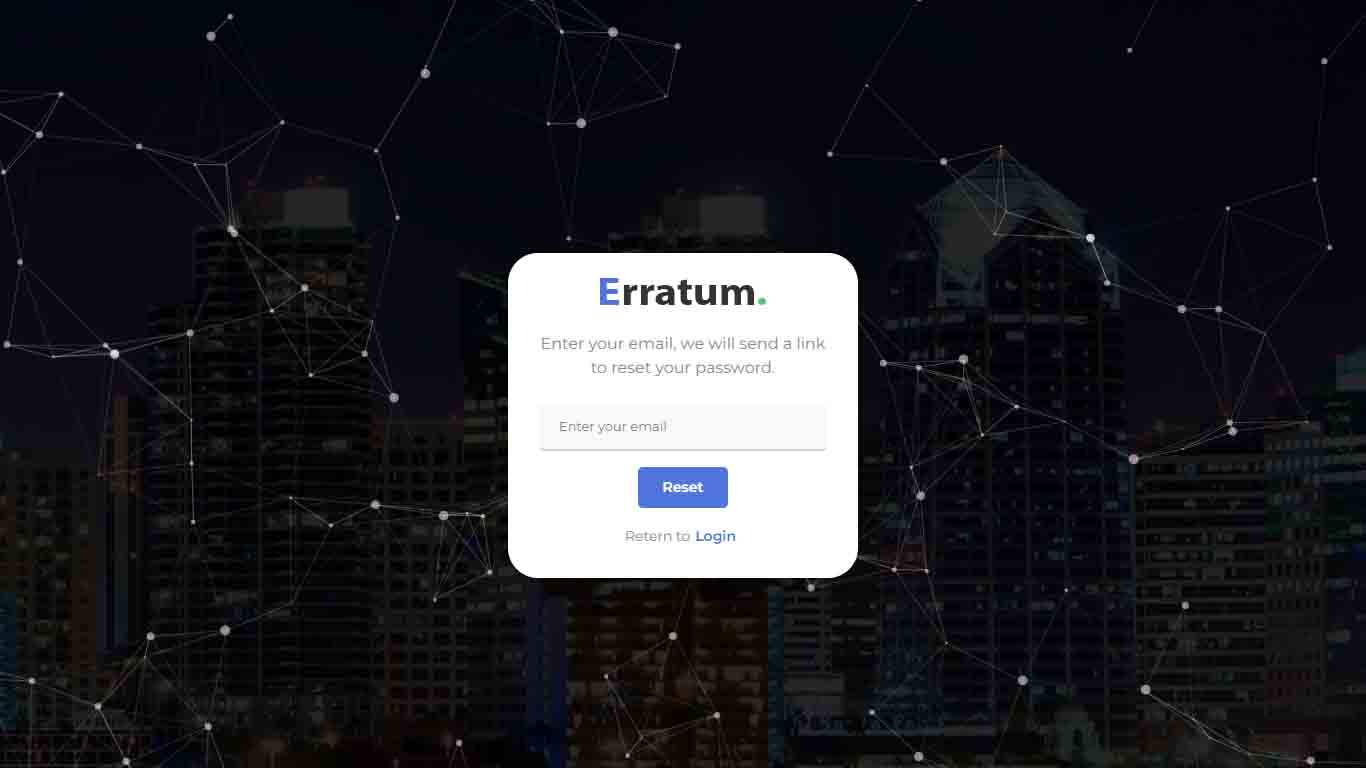 Erratum.
Enter your email, we will send a link
to reset your password.
Enter your email
Reset
Retern to Login